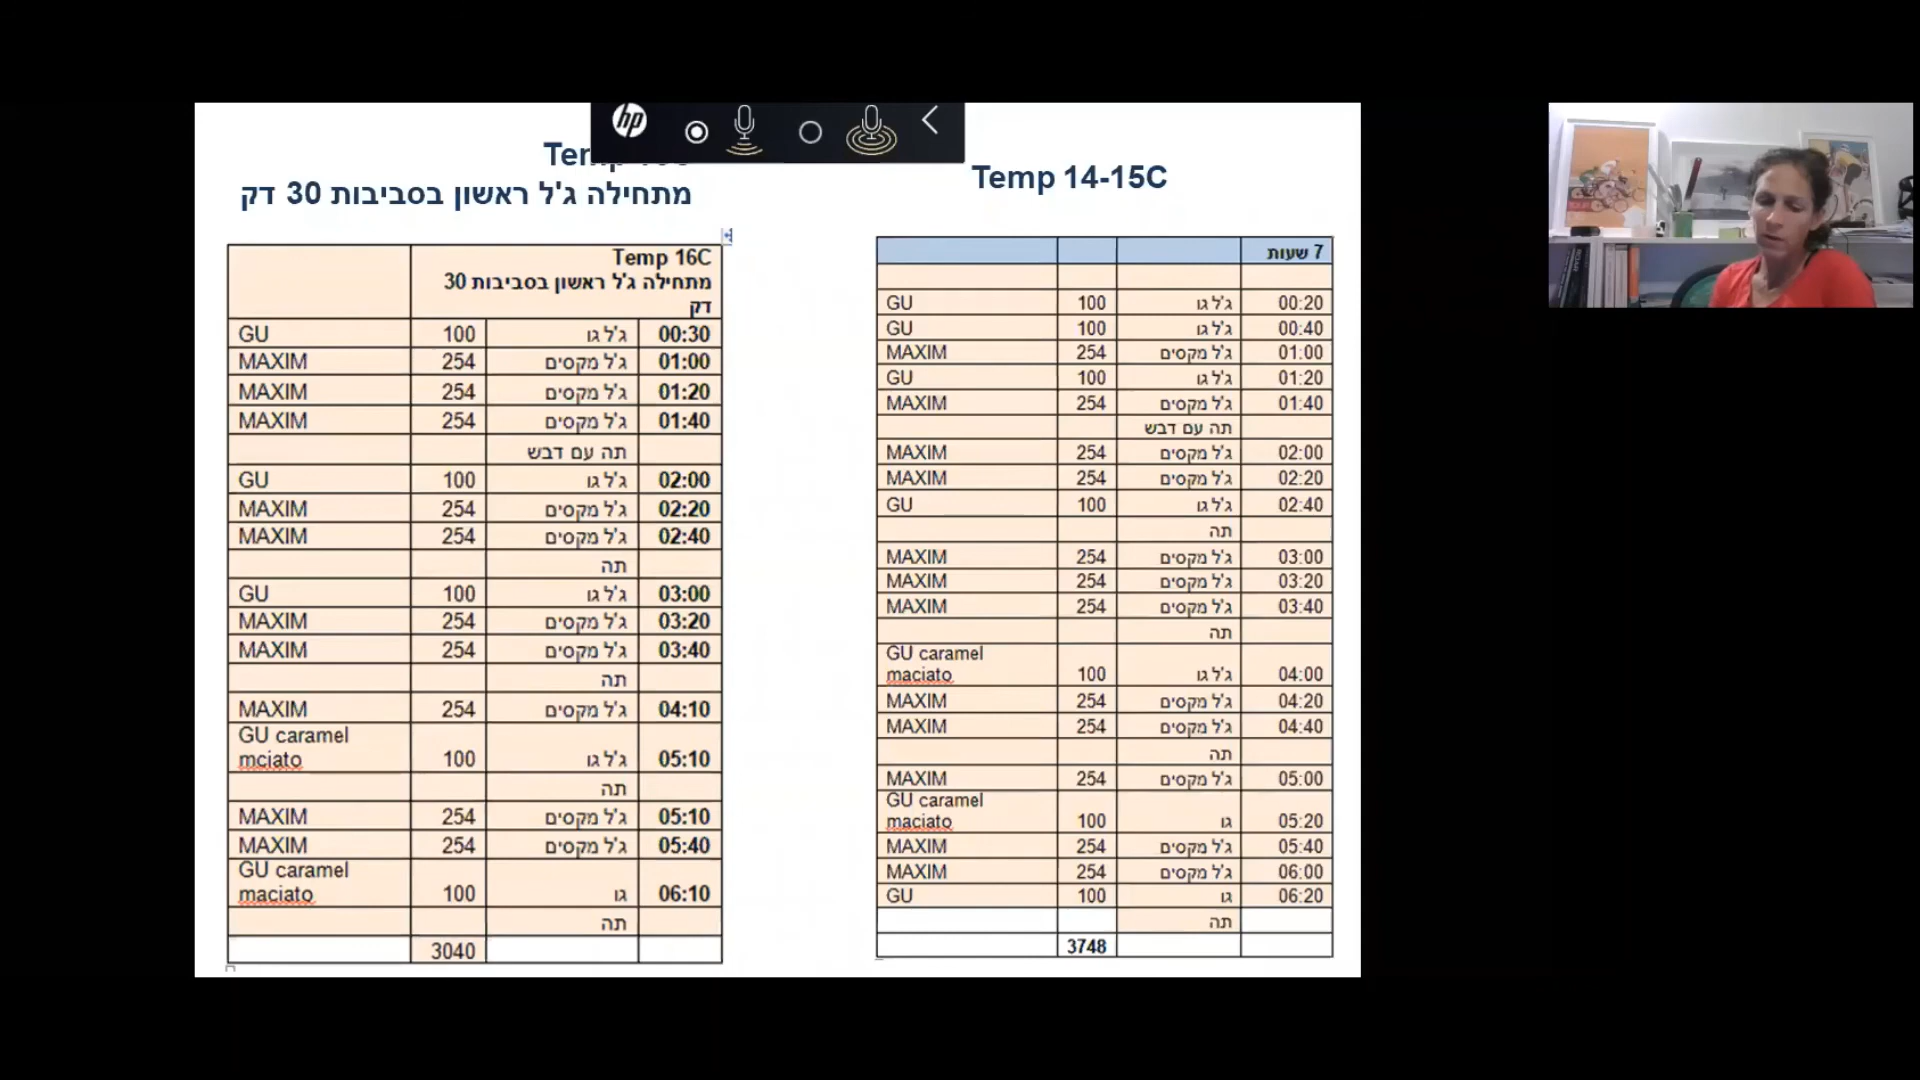 hp
מתחילה ג'ל ראשון בסביבות 30 דק
Temp 16C
מתחילה ג'ל ראשון בסביבות 30
דק
GU 100 ג'ל גו 00:30
MAXIM 254 ג'ל מקסים 01:00
MAXIM 254 ג'ל מקסים 01:20
MAXIM 254 ג'ל מקסים 01:40
תה עם דבש
GU 100 ג'ל גו 02:00
MAXIM 254 ג'ל מקסים 02:20
MAXIM 254 ג'ל מקסים 02:40
תה
GU 100 ג'ל גו 03:00
MAXIM 254 ג'ל מקסים 03:20
MAXIM 254 ג'ל מקסים 03:40
תה
MAXIM 254 ג'ל מקסים 04:10
GU caramel
mciato 100 ג'ל גו 05:10
תה
MAXIM 254 ג'ל מקסים 05:10
MAXIM 254 ג'ל מקסים 05:40
GU caramel
maciato 100 גו 06:10
תה
3040
Temp 14-15C
7 שעות
GU 100 ג'ל גו 00:20
GU 100 ג'ל גו 00:40
MAXIM 254 ג'ל מקסים 01:00
GU 100 ג'ל גו 01:20
MAXIM 254 ג'ל מקסים 01:40
תה עם דבש
MAXIM 254 ג'ל מקסים 02:00
MAXIM 254 ג'ל מקסים 02:20
GU 100 ג'ל גו 02:40
תה
MAXIM 254 ג'ל מקסים 03:00
MAXIM 254 ג'ל מקסים 03:20
MAXIM 254 ג'ל מקסים 03:40
תה
GU caramel
maciato 100 ג'ל גו 04:00
MAXIM 254 ג'ל מקסים 04:20
MAXIM 254 ג'ל מקסים 04:40
תה
MAXIM 254 ג'ל מקסים 05:00
GU caramel
maciato 100 גו 05:20
MAXIM 254 ג'ל מקסים 05:40
MAXIM 254 ג'ל מקסים 06:00
GU 100 גו 06:20
תה
3748